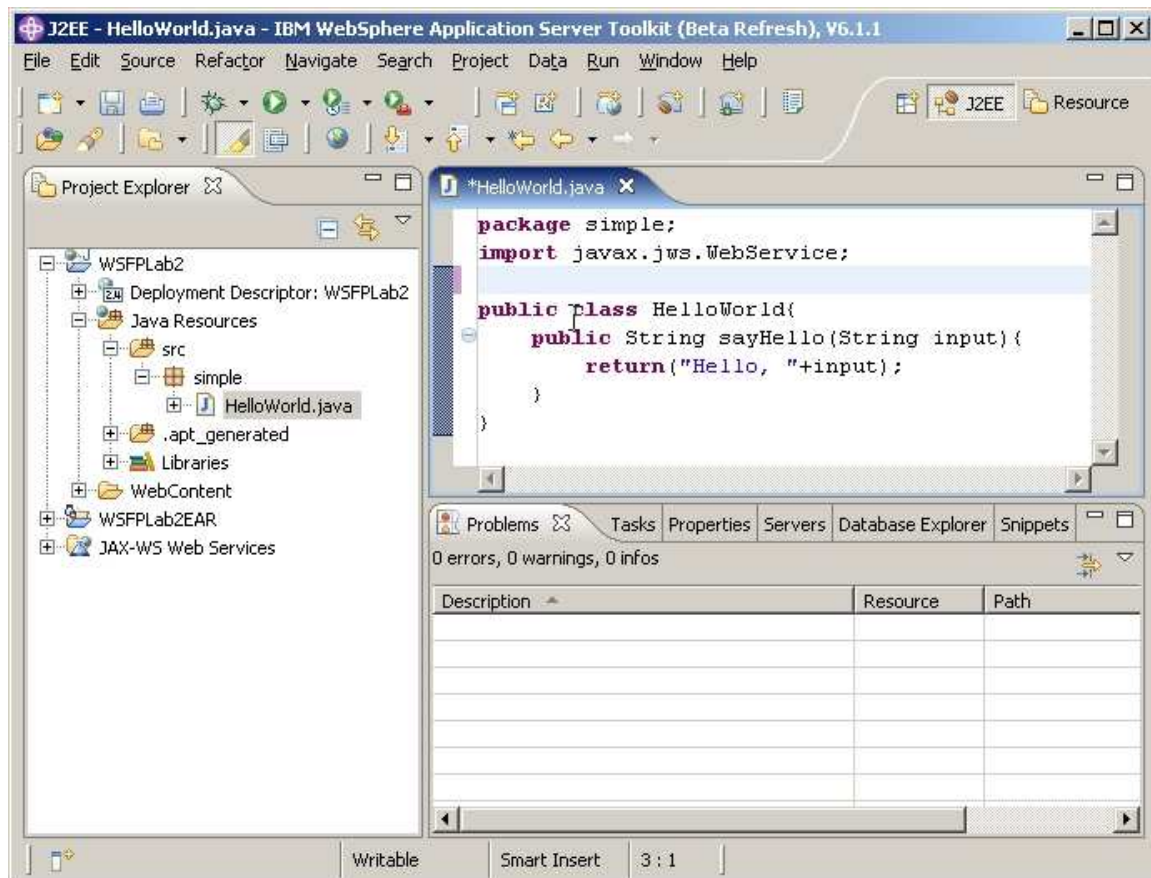 J2EE - HelloWorld.java - IBM WebSphere Application Server Toolkit (Beta Refresh), V6.1.1
File Edit Source Refactor Navigate Search Project Data Run Window Help
J2EE Resource
Project Explorer
WSFPLab2
2.4 Deployment Descriptor: WSFPLab2
Java Resources
src
simple
J HelloWorld.java
.apt_generated
Libraries
WebContent
WSFPLab2EAR
JAX-WS Web Services
J *HelloWorld.java
package simple;
import javax.jws.WebService;
public class HelloWorld{
public String sayHello(String input){
return("Hello, "+input);
}
}
Problems Tasks Properties Servers Database Explorer Snippets
0 errors, 0 warnings, 0 infos
Description Resource Path
Writable Smart Insert 3 : 1